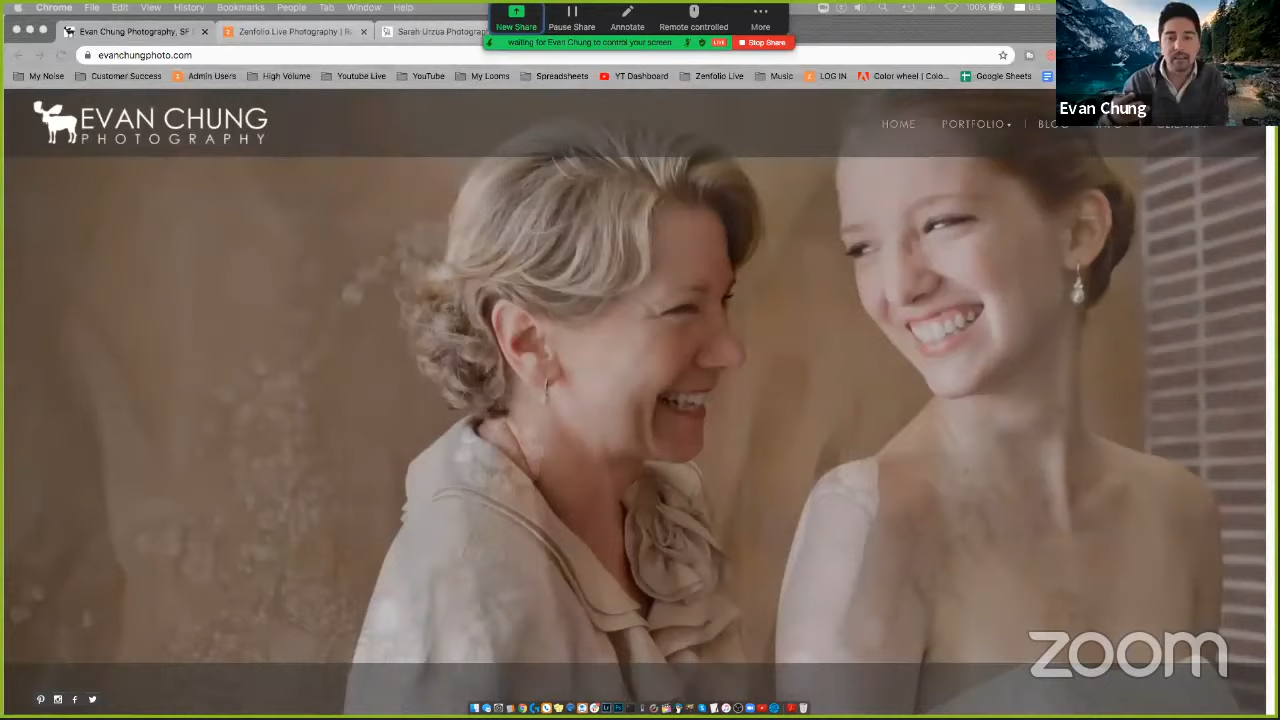 Chrome File Edit View History Bookmarks People Tab Window Help
100%
U.S
New Share Pause Share Annotate Remote controlled More
waiting for Evan Chung to control your screen LIVE Stop Share
Evan Chung Photography, SF
Zenfolio Live Photography | R
Sarah Urzua Photogr
evanchungphoto.com
My Noise Customer Success Admin Users High Volume Youtube Live YouTube My Looms Spreadsheets YT Dashboard Zenfolio Live Music LOG IN Color wheel | Colo... Google Sheets
Evan Chung
EVAN CHUNG
PHOTOGRAPHY
HOME PORTFOLIO BLOG
zoom